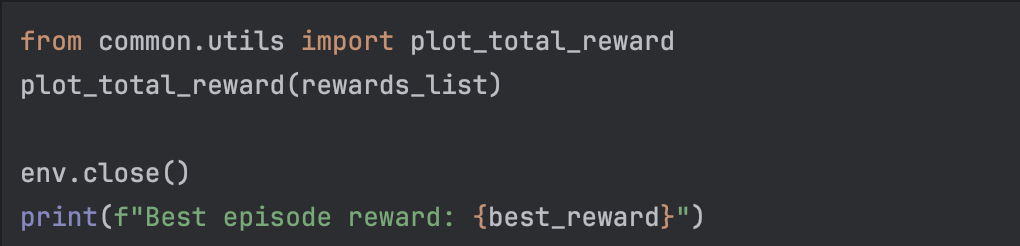 from common.utils import plot_total_reward
plot_total_reward(rewards_list)
env.close()
print(f"Best episode reward: {best_reward}")